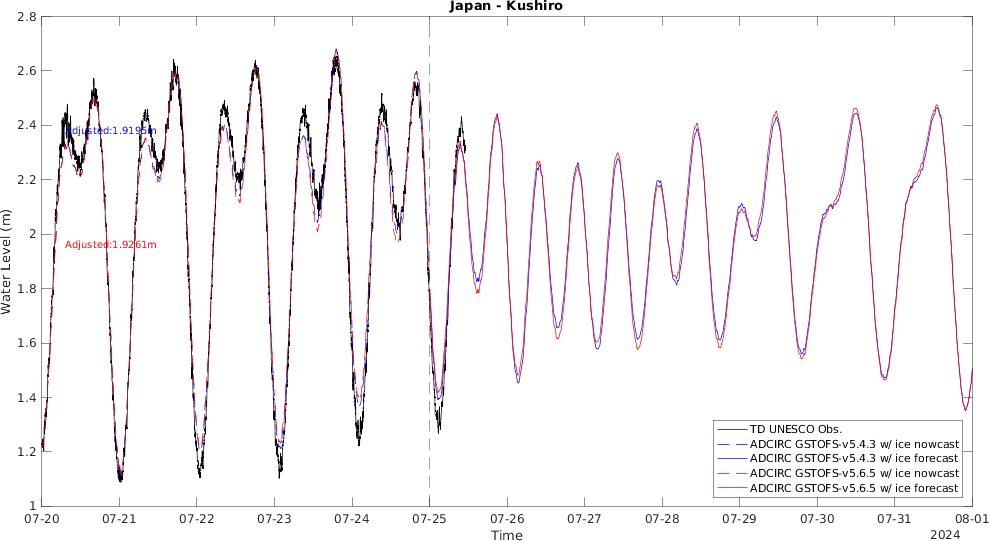 Japan - Kushiro
Water Level (m)
2.8
2.6
2.4
2.2
2
1.8
1.6
1.4
1.2
1
Adjusted:1.9195m
Adjusted:1.9261m
TD UNESCO Obs.
ADCIRC GSTOFS-v5.4.3 w/ ice nowcast
ADCIRC GSTOFS-v5.4.3 w/ ice forecast
ADCIRC GSTOFS-v5.6.5 w/ ice nowcast
ADCIRC GSTOFS-v5.6.5 w/ ice forecast
07-20 07-21 07-22 07-23 07-24 07-25 07-26 07-27 07-28 07-29 07-30 07-31 08-01
Time
2024